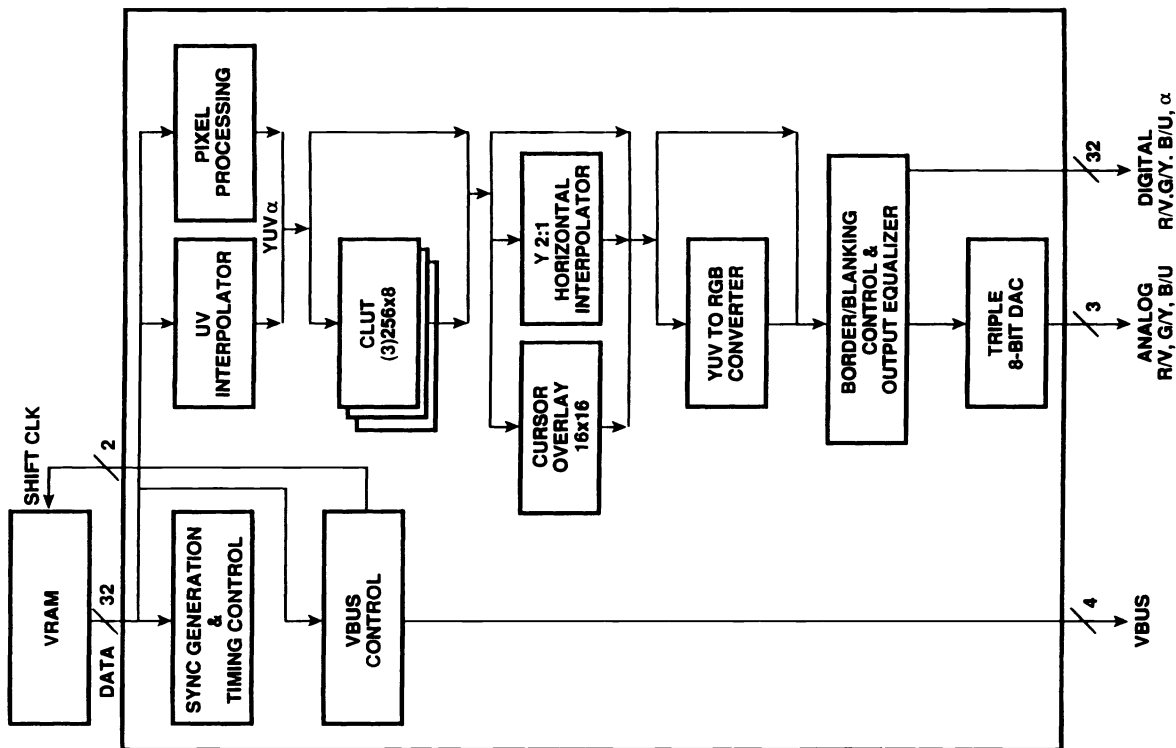 VRAM
SHIFT CLK
DATA
32
2
SYNC GENERATION
&
TIMING CONTROL
VBUS
CONTROL
UV
INTERPOLATOR
PIXEL
PROCESSING
YUVα
CLUT
(3)256x8
CURSOR
OVERLAY
16x16
Y 2:1
HORIZONTAL
INTERPOLATOR
YUV TO RGB
CONVERTER
BORDER/BLANKING
CONTROL &
OUTPUT EQUALIZER
TRIPLE
8-BIT DAC
4
VBUS
3
ANALOG
R/V, G/Y, B/U
32
DIGITAL
R/V.G/Y. B/U, α